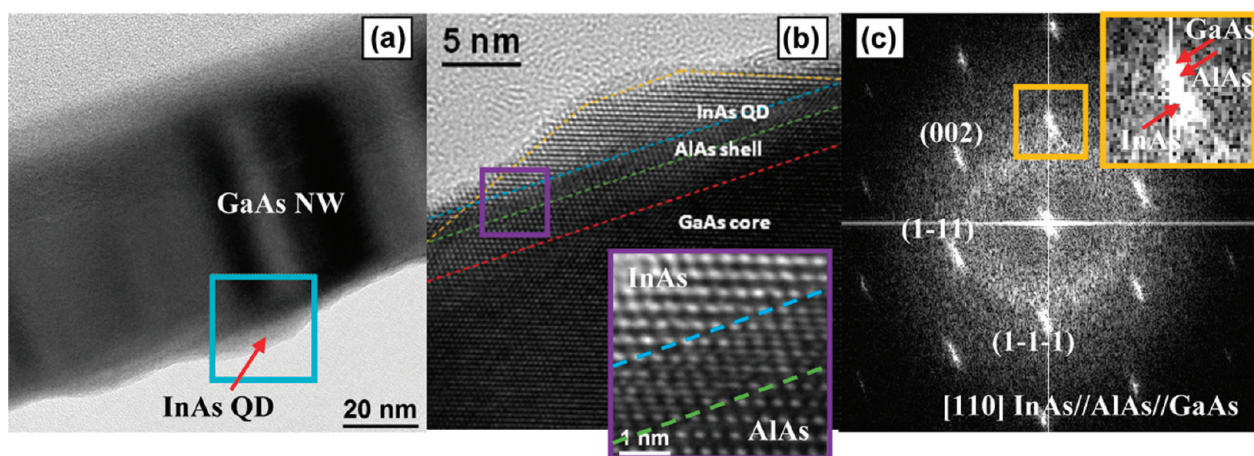 (a)
GaAs NW
InAs QD
20 nm
5 nm
(b)
InAs QD
AlAs shell
GaAs core
InAs
AlAs
1 nm
(c)
GaAs
AlAs
InAs
(002)
(1-11)
(1-1-1)
[110] InAs//AlAs//GaAs